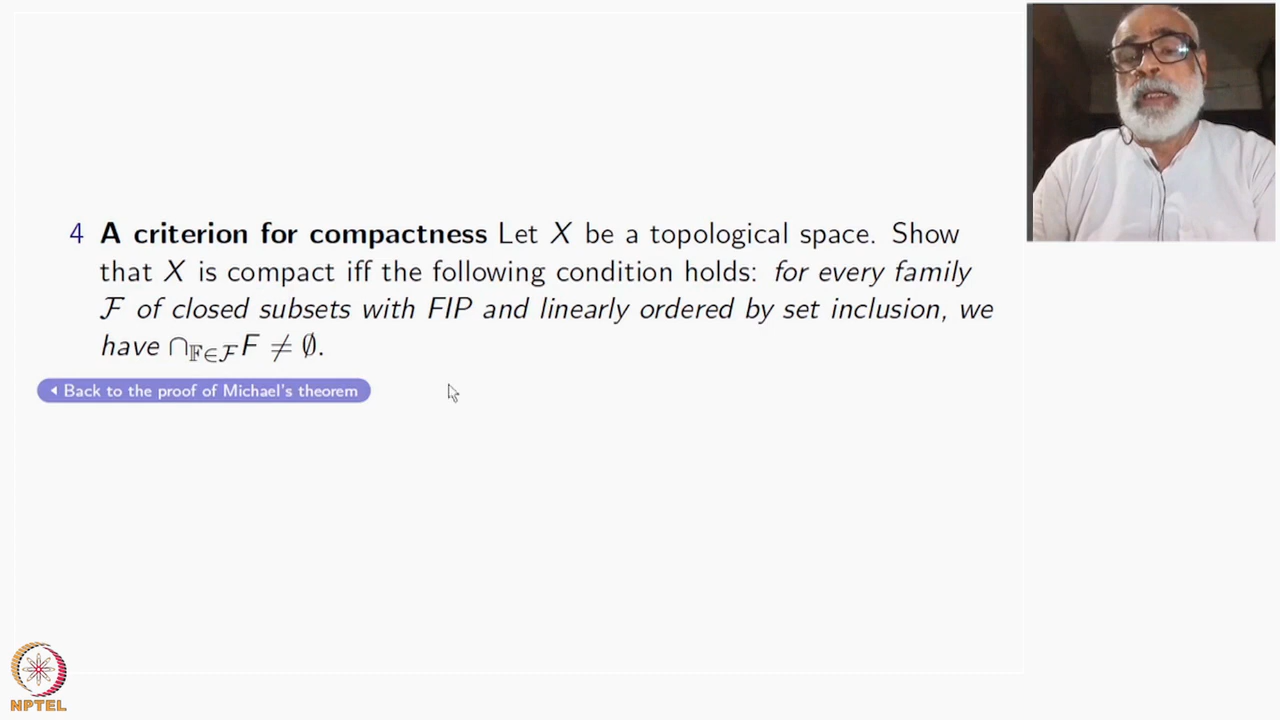 4 A criterion for compactness Let X be a topological space. Show
that X is compact iff the following condition holds: for every family
ℱ of closed subsets with FIP and linearly ordered by set inclusion, we
have ∩_{𝔽∈ℱ} F ≠ ∅.
Back to the proof of Michael's theorem
NPTEL